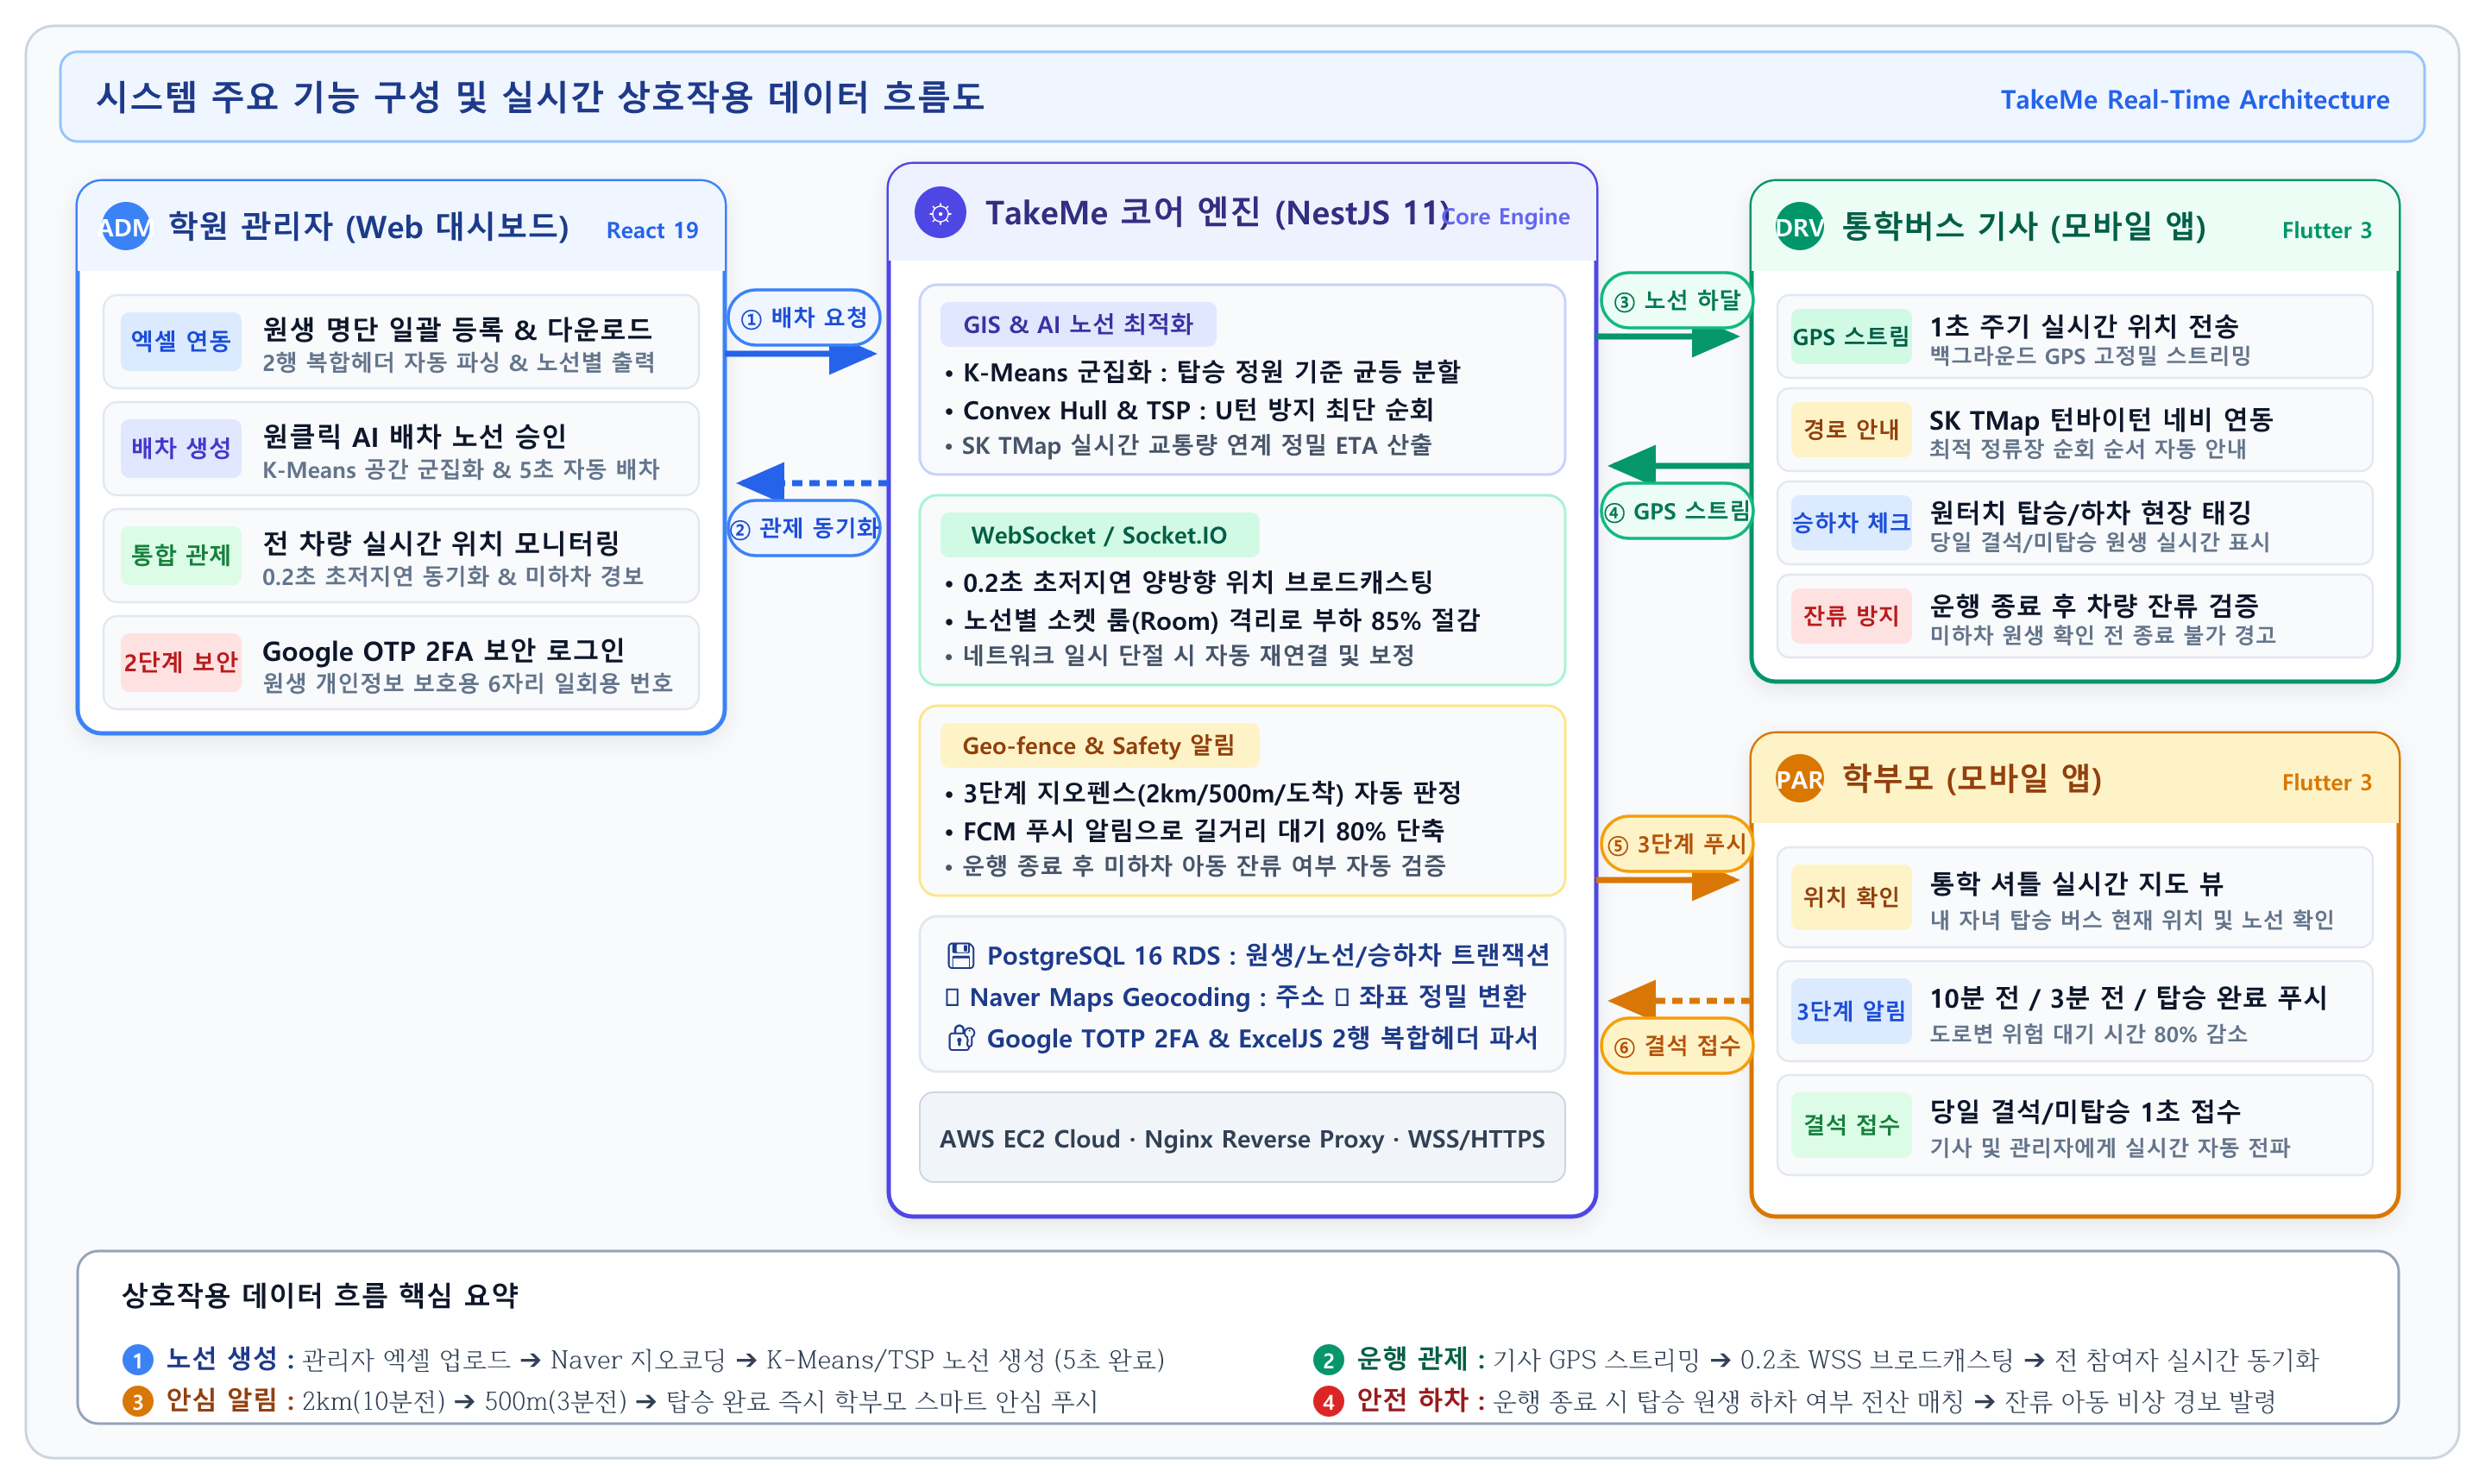 시스템 주요 기능 구성 및 실시간 상호작용 데이터 흐름도
TakeMe Real-Time Architecture
ADM 학원 관리자 (Web 대시보드) React 19
엑셀 연동
원생 명단 일괄 등록 & 다운로드
2행 복합헤더 자동 파싱 & 노선별 출력
배차 생성
원클릭 AI 배차 노선 승인
K-Means 공간 군집화 & 5초 자동 배차
통합 관제
전 차량 실시간 위치 모니터링
0.2초 초저지연 동기화 & 미하차 경보
2단계 보안
Google OTP 2FA 보안 로그인
원생 개인정보 보호용 6자리 일회용 번호
① 배차 요청
② 관제 동기화
TakeMe 코어 엔진 (NestJS 11) Core Engine
GIS & AI 노선 최적화
• K-Means 군집화 : 탑승 정원 기준 균등 분할
• Convex Hull & TSP : U턴 방지 최단 순회
• SK TMap 실시간 교통량 연계 정밀 ETA 산출
WebSocket / Socket.IO
• 0.2초 초저지연 양방향 위치 브로드캐스팅
• 노선별 소켓 룸(Room) 격리로 부하 85% 절감
• 네트워크 일시 단절 시 자동 재연결 및 보정
Geo-fence & Safety 알림
• 3단계 지오펜스(2km/500m/도착) 자동 판정
• FCM 푸시 알림으로 길거리 대기 80% 단축
• 운행 종료 후 미하차 아동 잔류 여부 자동 검증
PostgreSQL 16 RDS : 원생/노선/승하차 트랜잭션
Naver Maps Geocoding : 주소 좌표 정밀 변환
Google TOTP 2FA & ExcelJS 2행 복합헤더 파서
AWS EC2 Cloud · Nginx Reverse Proxy · WSS/HTTPS
③ 노선 하달
④ GPS 스트림
⑤ 3단계 푸시
⑥ 결석 접수
DRV 통학버스 기사 (모바일 앱) Flutter 3
GPS 스트림
1초 주기 실시간 위치 전송
백그라운드 GPS 고정밀 스트리밍
경로 안내
SK TMap 턴바이턴 네비 연동
최적 정류장 순회 순서 자동 안내
승하차 체크
원터치 탑승/하차 현장 태깅
당일 결석/미탑승 원생 실시간 표시
잔류 방지
운행 종료 후 차량 잔류 검증
미하차 원생 확인 전 종료 불가 경고
PAR 학부모 (모바일 앱) Flutter 3
위치 확인
통학 셔틀 실시간 지도 뷰
내 자녀 탑승 버스 현재 위치 및 노선 확인
3단계 알림
10분 전 / 3분 전 / 탑승 완료 푸시
도로변 위험 대기 시간 80% 감소
결석 접수
당일 결석/미탑승 1초 접수
기사 및 관리자에게 실시간 자동 전파
상호작용 데이터 흐름 핵심 요약
1 노선 생성 : 관리자 엑셀 업로드 ➔ Naver 지오코딩 ➔ K-Means/TSP 노선 생성 (5초 완료)
2 운행 관제 : 기사 GPS 스트리밍 ➔ 0.2초 WSS 브로드캐스팅 ➔ 전 참여자 실시간 동기화
3 안심 알림 : 2km(10분전) ➔ 500m(3분전) ➔ 탑승 완료 즉시 학부모 스마트 안심 푸시
4 안전 하차 : 운행 종료 시 탑승 원생 하차 여부 전산 매칭 ➔ 잔류 아동 비상 경보 발령